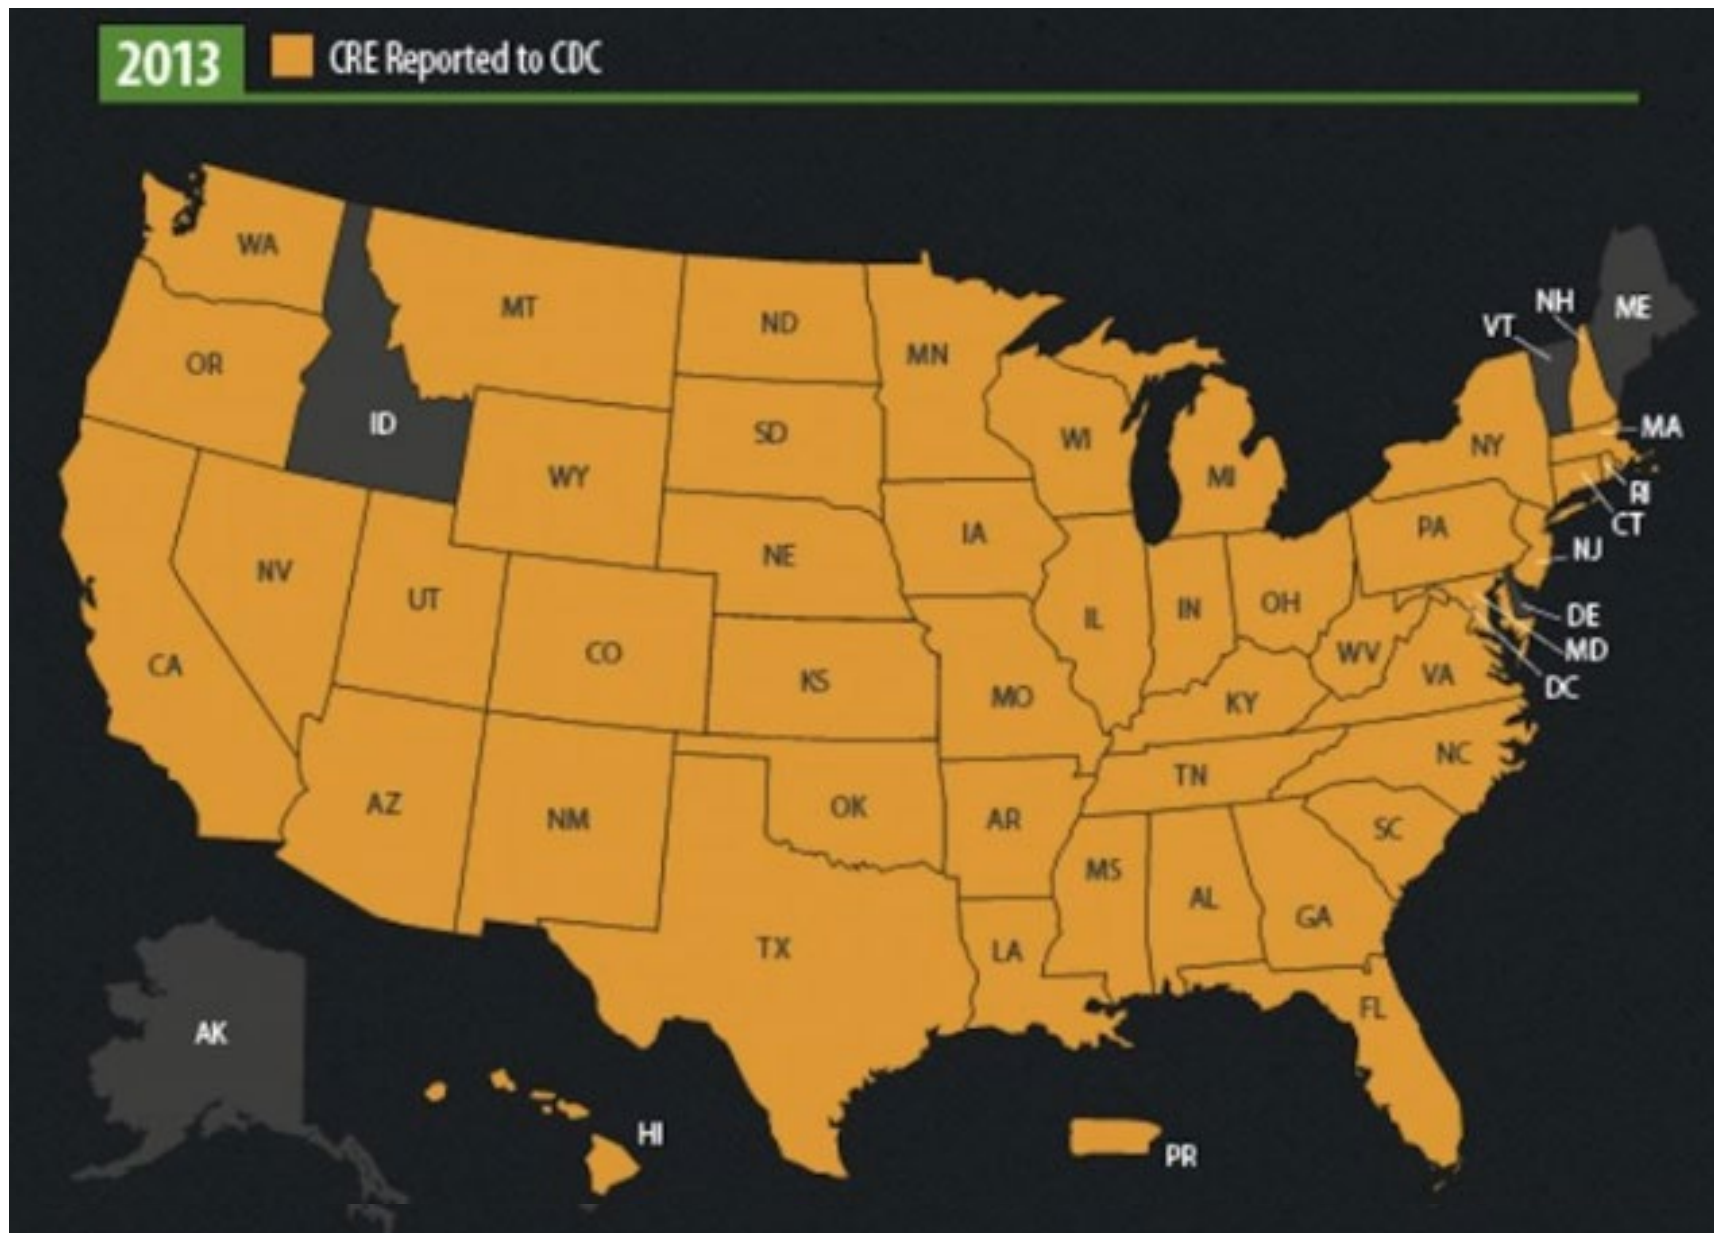 2013
CRE Reported to CDC
WA
MT
ND
MN
OR
ID
SD
WI
MI
WY
NY
VT
NH
ME
MA
RI
CT
NJ
PA
IA
NE
NV
UT
CO
CA
IL
IN
OH
DE
MD
DC
WV
VA
KS
MO
KY
NC
TN
AZ
NM
OK
AR
SC
MS
AL
GA
TX
LA
FL
AK
HI
PR